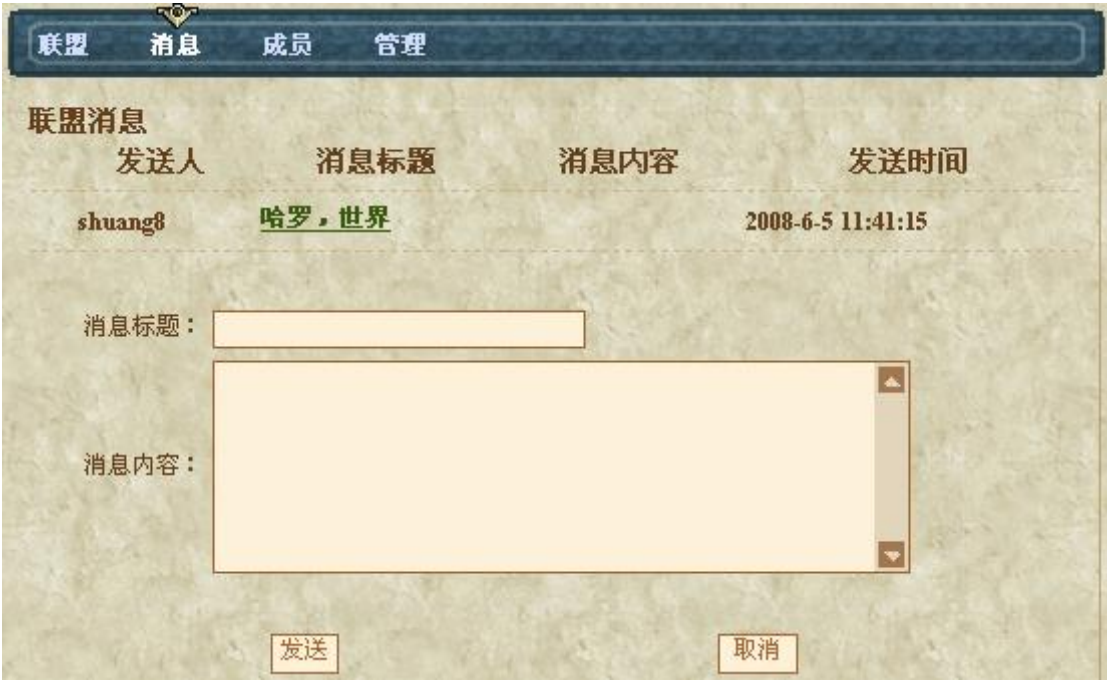 联盟 消息 成员 管理
联盟消息
发送人 消息标题 消息内容 发送时间
shuang8 哈罗，世界 2008-6-5 11:41:15
消息标题：
消息内容：
发送 取消